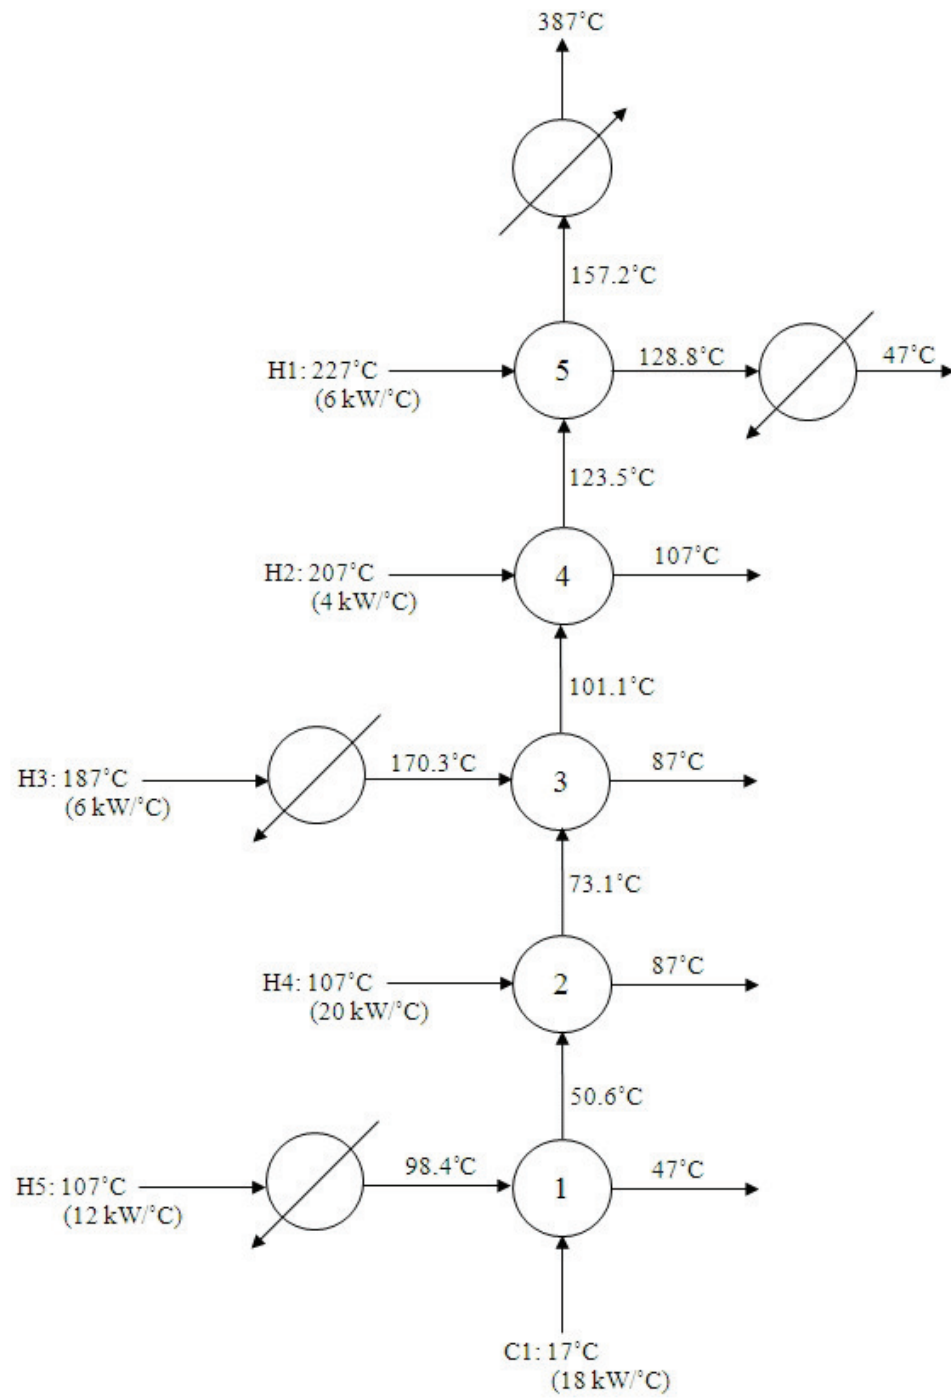 387°C
157.2°C
H1: 227°C
(6 kW/°C)
5
128.8°C
47°C
123.5°C
H2: 207°C
(4 kW/°C)
4
107°C
101.1°C
H3: 187°C
(6 kW/°C)
170.3°C
3
87°C
73.1°C
H4: 107°C
(20 kW/°C)
2
87°C
50.6°C
H5: 107°C
(12 kW/°C)
98.4°C
1
47°C
C1: 17°C
(18 kW/°C)